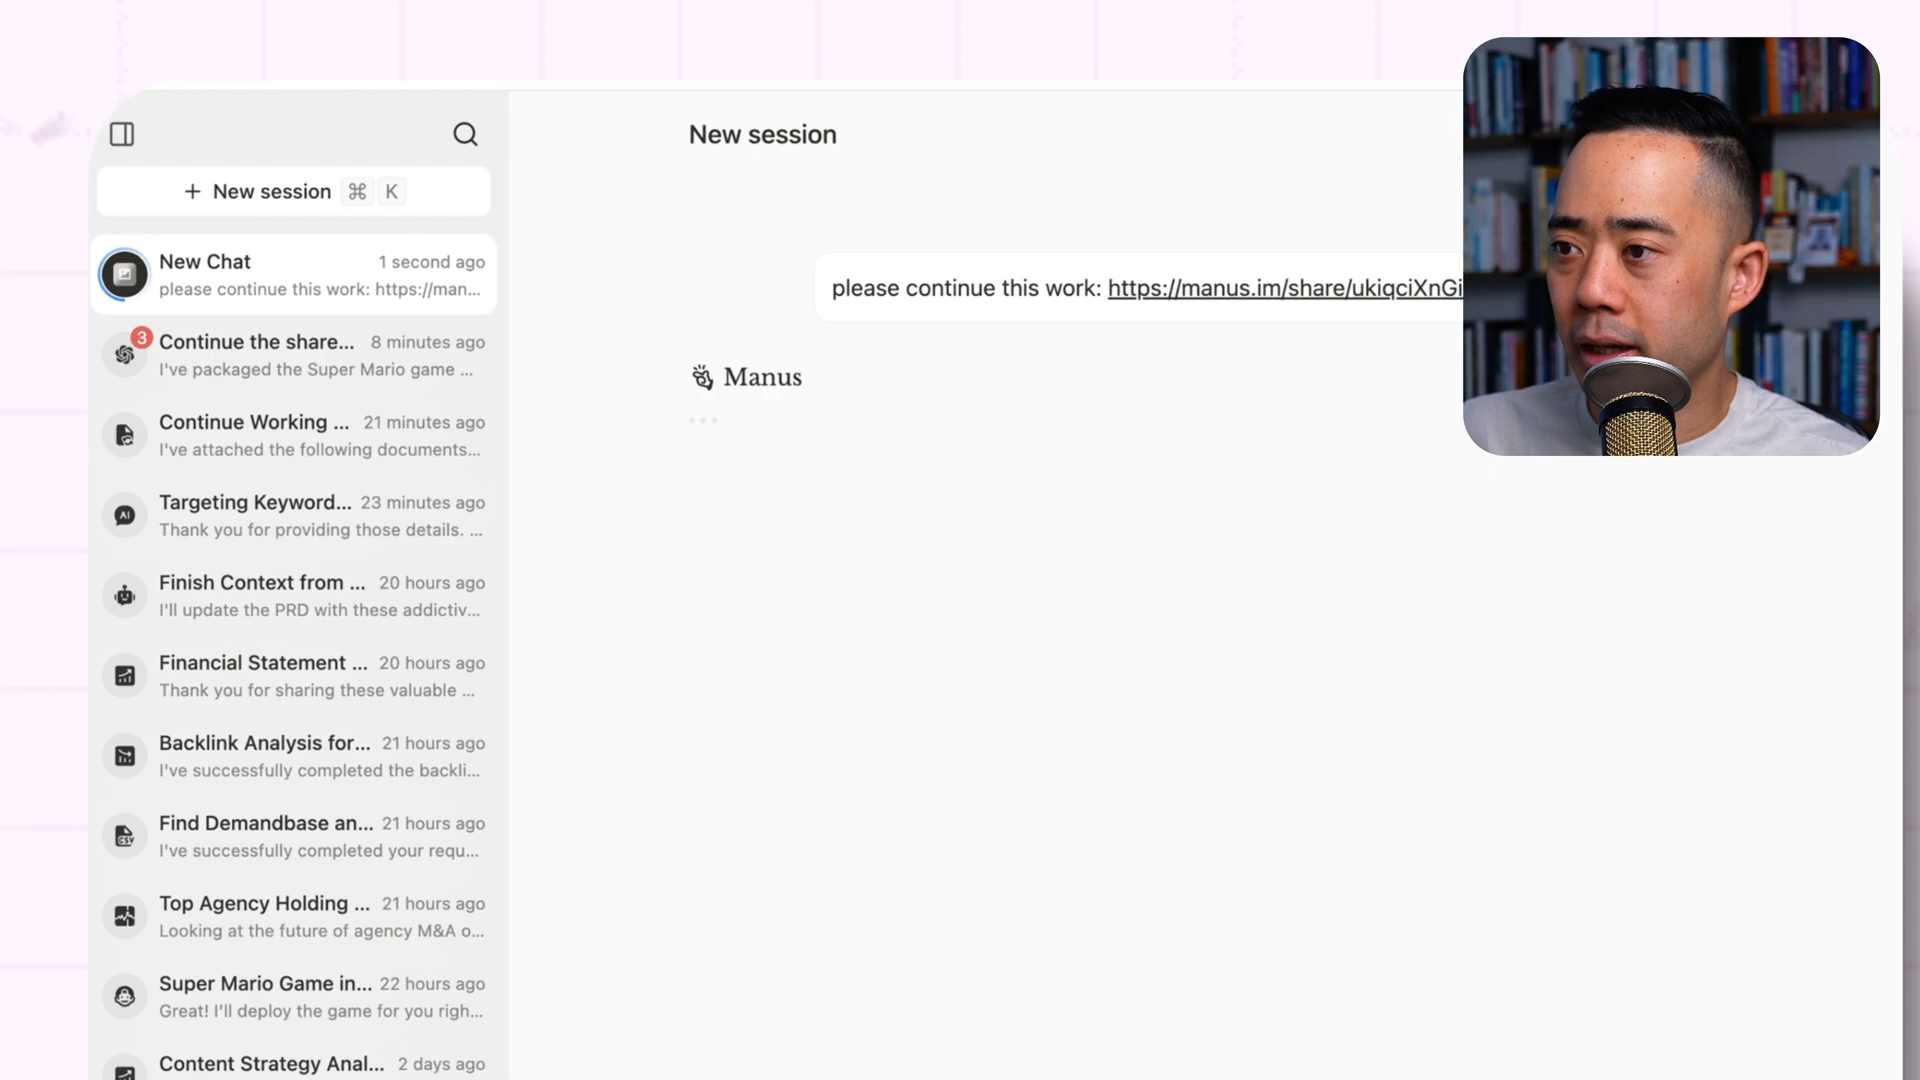 New session
+ New session ⌘ K
New Chat 1 second ago
please continue this work: https://man...
3
Continue the share... 8 minutes ago
I've packaged the Super Mario game ...
Continue Working ... 21 minutes ago
I've attached the following documents...
AI
Targeting Keyword... 23 minutes ago
Thank you for providing those details. ...
Finish Context from ... 20 hours ago
I'll update the PRD with these addictiv...
Financial Statement ... 20 hours ago
Thank you for sharing these valuable ...
Backlink Analysis for... 21 hours ago
I've successfully completed the backli...
CSV
Find Demandbase an... 21 hours ago
I've successfully completed your requ...
Top Agency Holding ... 21 hours ago
Looking at the future of agency M&A o...
Super Mario Game in... 22 hours ago
Great! I'll deploy the game for you righ...
Content Strategy Anal... 2 days ago
please continue this work: https://manus.im/share/ukiqciXnGi
Manus